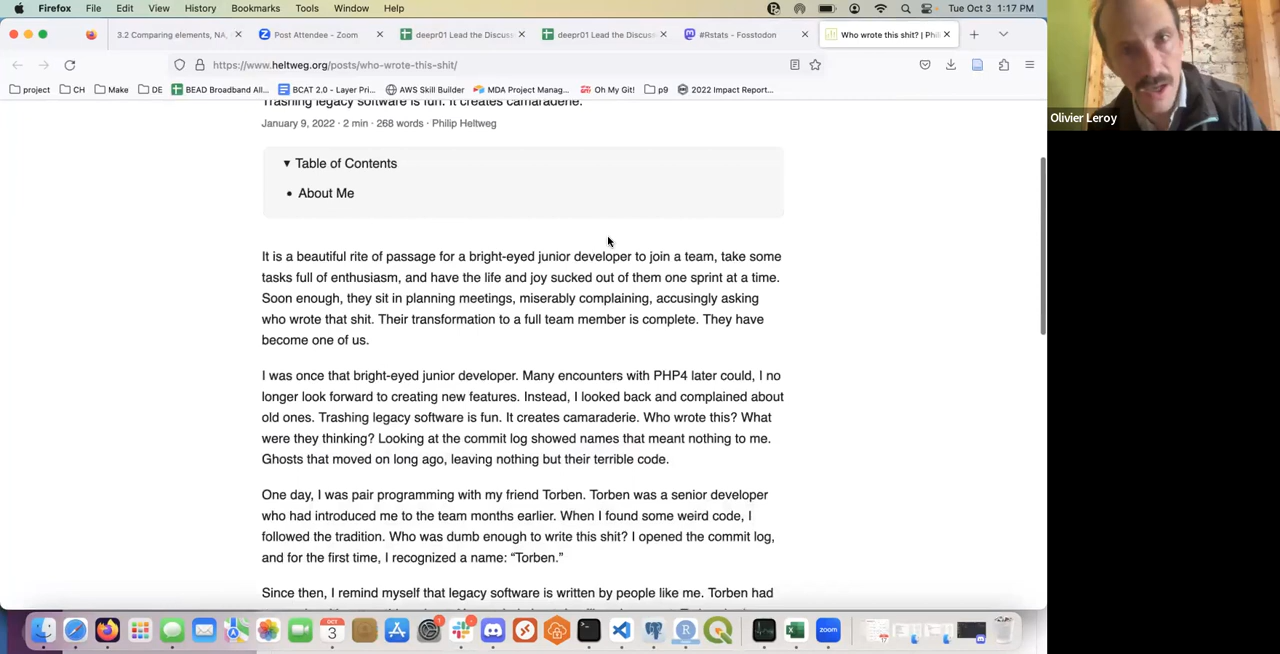 Firefox File Edit View History Bookmarks Tools Window Help Tue Oct 3 1:17 PM
3.2 Comparing elements, NA, Post Attendee - Zoom deepr01 Lead the Discuss deepr01 Lead the Discuss #Rstats - Fosstodon Who wrote this shit? | Phil
https://www.heltweg.org/posts/who-wrote-this-shit/
project CH Make DE BEAD Broadband All... BCAT 2.0 - Layer Pri... AWS Skill Builder MDA Project Manag... Oh My Git! p9 2022 Impact Report...
Olivier Leroy
Trashing legacy software is fun. It creates camaraderie.
January 9, 2022 · 2 min · 268 words · Philip Heltweg
▼ Table of Contents
• About Me
It is a beautiful rite of passage for a bright-eyed junior developer to join a team, take some
tasks full of enthusiasm, and have the life and joy sucked out of them one sprint at a time.
Soon enough, they sit in planning meetings, miserably complaining, accusingly asking
who wrote that shit. Their transformation to a full team member is complete. They have
become one of us.
I was once that bright-eyed junior developer. Many encounters with PHP4 later could, I no
longer look forward to creating new features. Instead, I looked back and complained about
old ones. Trashing legacy software is fun. It creates camaraderie. Who wrote this? What
were they thinking? Looking at the commit log showed names that meant nothing to me.
Ghosts that moved on long ago, leaving nothing but their terrible code.
One day, I was pair programming with my friend Torben. Torben was a senior developer
who had introduced me to the team months earlier. When I found some weird code, I
followed the tradition. Who was dumb enough to write this shit? I opened the commit log,
and for the first time, I recognized a name: “Torben.”
Since then, I remind myself that legacy software is written by people like me. Torben had
OCT
3
zoom